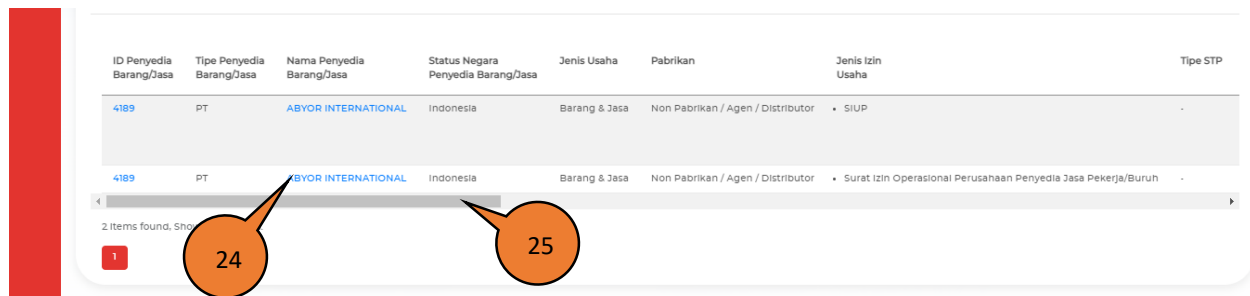 ID Penyedia Barang/Jasa Tipe Penyedia Barang/Jasa Nama Penyedia Barang/Jasa Status Negara Penyedia Barang/Jasa Jenis Usaha Pabrikan Jenis Izin Usaha Tipe STP
4189 PT ABYOR INTERNATIONAL Indonesia Barang & Jasa Non Pabrikan / Agen / Distributor • SIUP -
4189 PT ABYOR INTERNATIONAL Indonesia Barang & Jasa Non Pabrikan / Agen / Distributor • Surat Izin Operasional Perusahaan Penyedia Jasa Pekerja/Buruh -
2 items found,
1
24
25